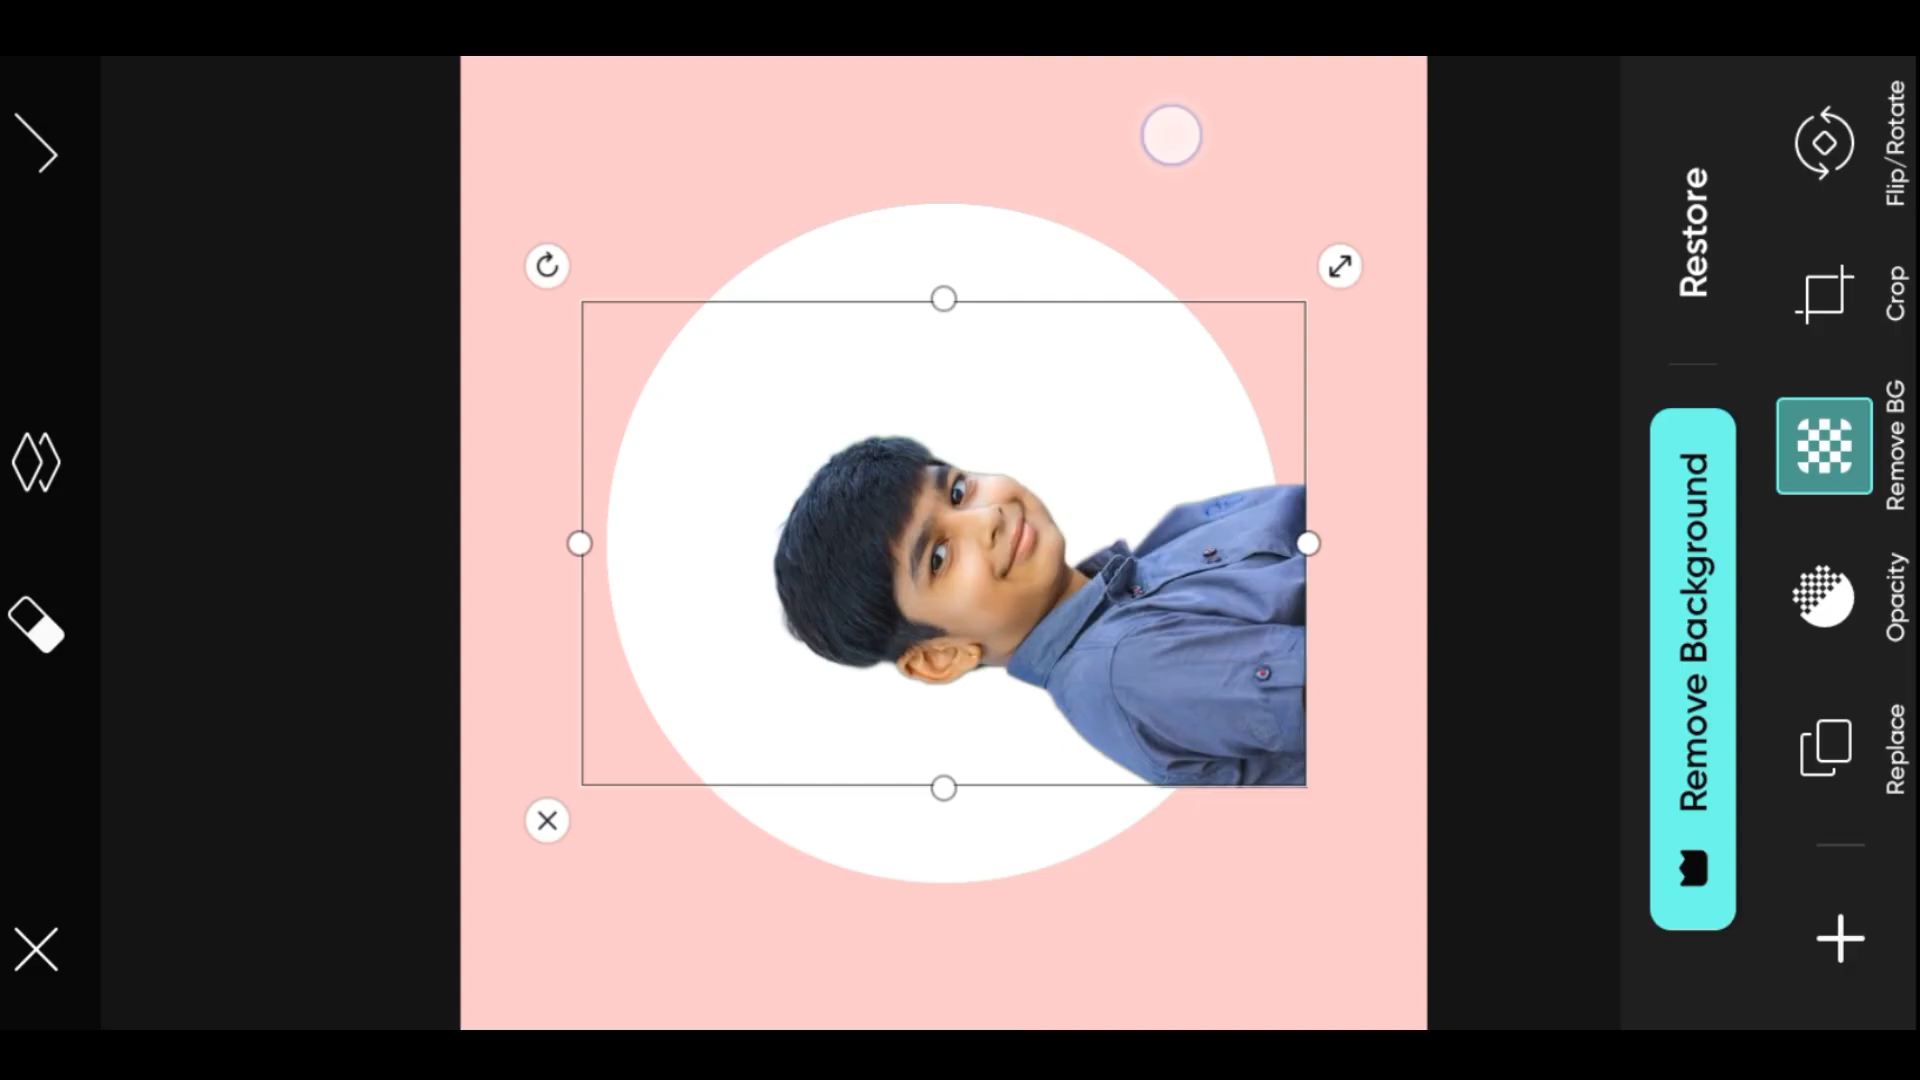 Remove Background
Restore
Replace
Opacity
Remove BG
Crop
Flip/Rotate